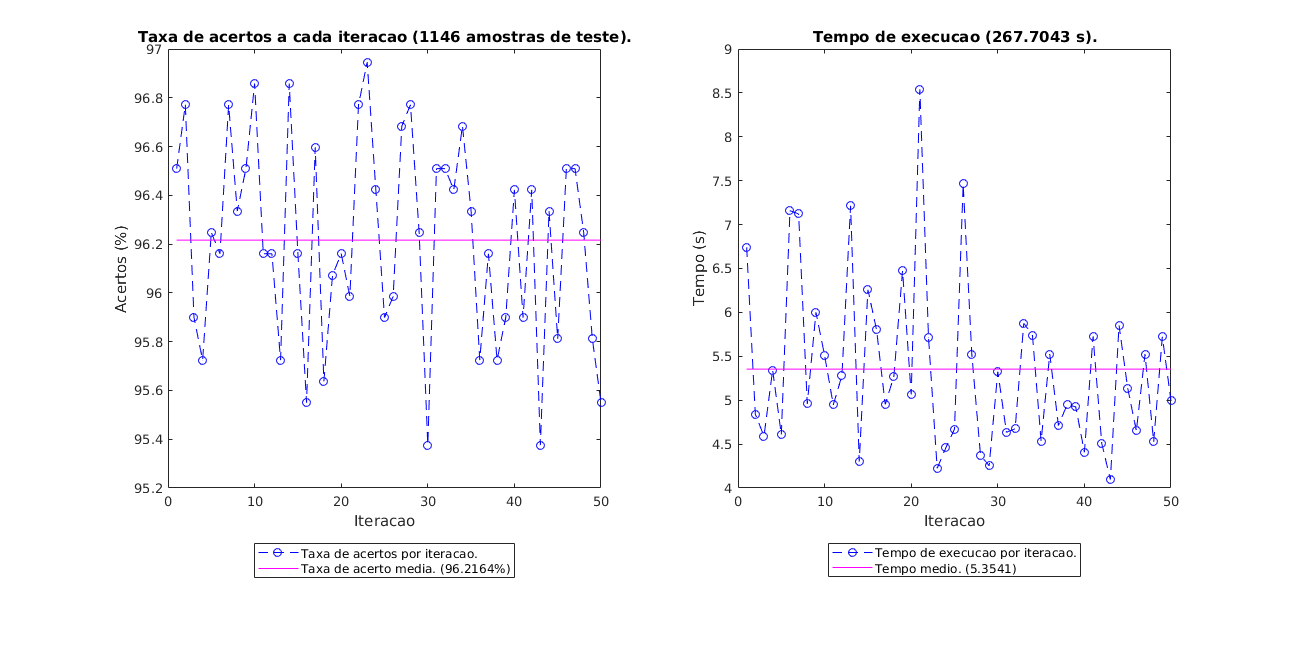 Taxa de acertos a cada iteracao (1146 amostras de teste).
97
96.8
96.6
96.4
96.2
96
95.8
95.6
95.4
95.2
Acertos (%)
0 10 20 30 40 50
Iteracao
Taxa de acertos por iteracao.
Taxa de acerto media. (96.2164%)
Tempo de execucao (267.7043 s).
9
8.5
8
7.5
7
6.5
6
5.5
5
4.5
4
Tempo (s)
0 10 20 30 40 50
Iteracao
Tempo de execucao por iteracao.
Tempo medio. (5.3541)